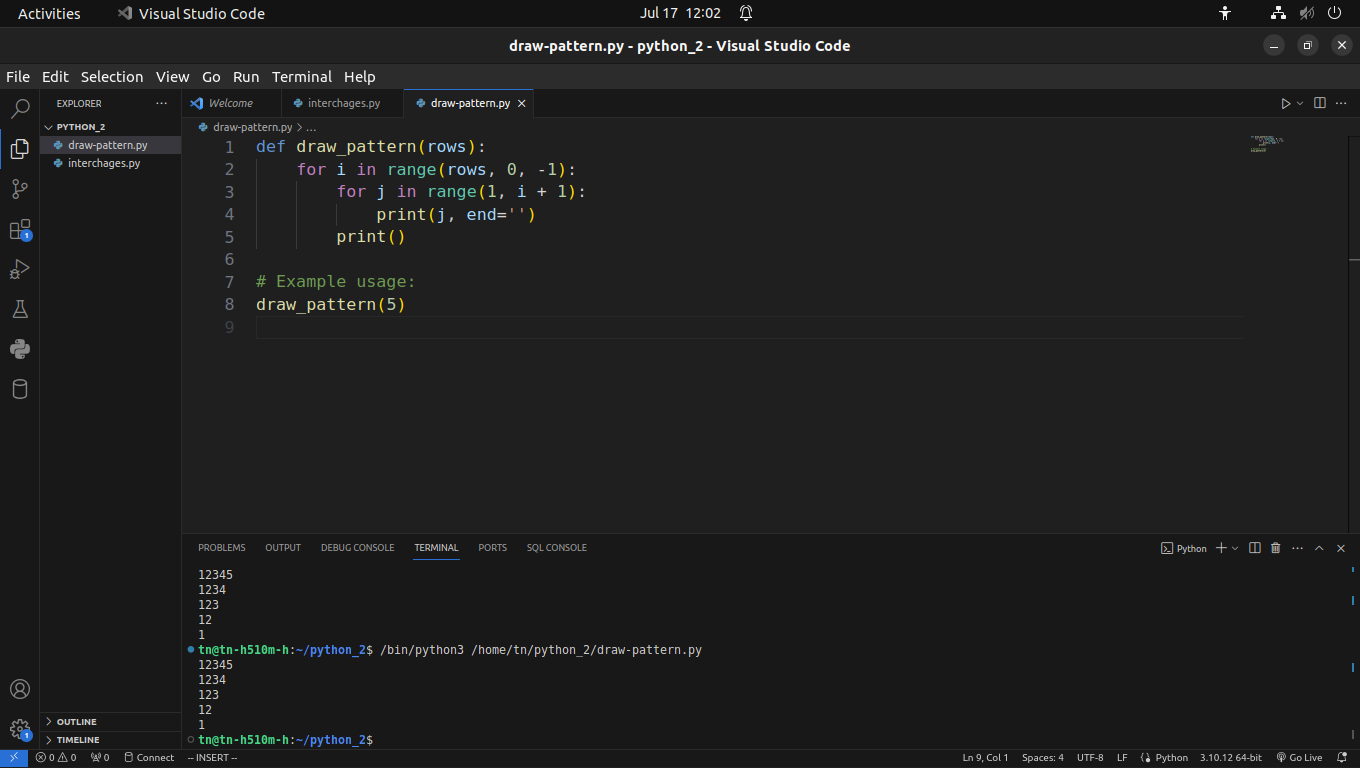 Activities Visual Studio Code Jul 17 12:02
draw-pattern.py - python_2 - Visual Studio Code
File Edit Selection View Go Run Terminal Help
EXPLORER
PYTHON_2
draw-pattern.py
interchages.py
OUTLINE
TIMELINE
1
1
Welcome interchages.py draw-pattern.py
draw-pattern.py > ...
1 def draw_pattern(rows):
2 for i in range(rows, 0, -1):
3 for j in range(1, i + 1):
4 print(j, end='')
5 print()
6
7 # Example usage:
8 draw_pattern(5)
9
PROBLEMS OUTPUT DEBUG CONSOLE TERMINAL PORTS SQL CONSOLE Python
12345
1234
123
12
1
tn@tn-h510m-h:~/python_2$ /bin/python3 /home/tn/python_2/draw-pattern.py
12345
1234
123
12
1
tn@tn-h510m-h:~/python_2$
0 0 0 Connect -- INSERT -- Ln 9, Col 1 Spaces: 4 UTF-8 LF Python 3.10.12 64-bit Go Live